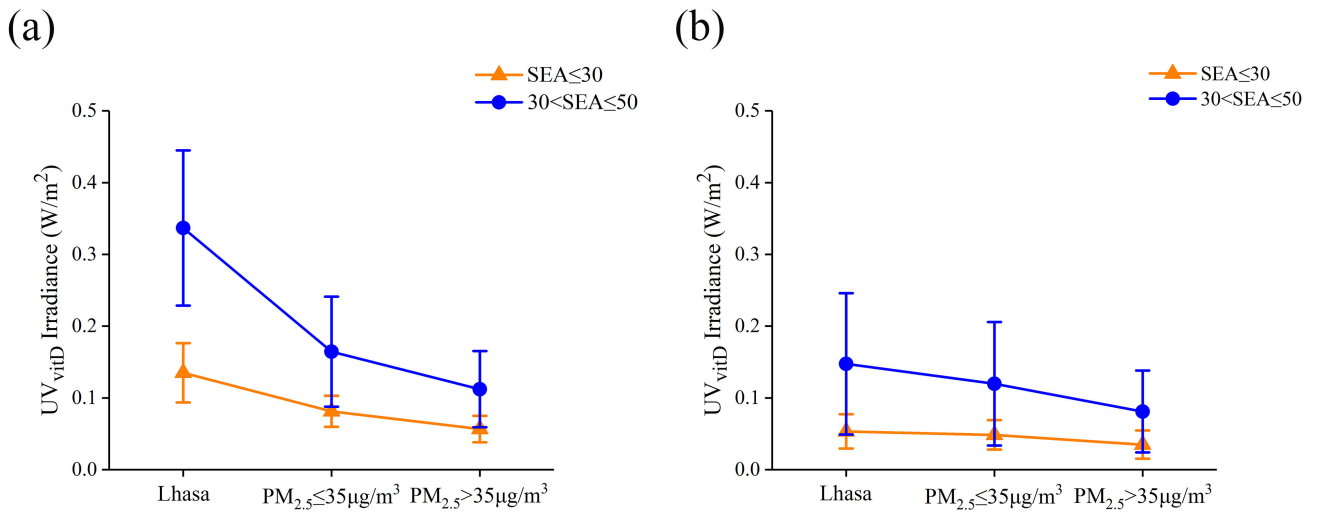 (a)
SEA≤30
30<SEA≤50
0.5
0.4
0.3
0.2
0.1
0.0
UV_vitD Irradiance (W/m²)
Lhasa
PM₂.₅≤35μg/m³
PM₂.₅>35μg/m³
(b)
SEA≤30
30<SEA≤50
0.5
0.4
0.3
0.2
0.1
0.0
UV_vitD Irradiance (W/m²)
Lhasa
PM₂.₅≤35μg/m³
PM₂.₅>35μg/m³